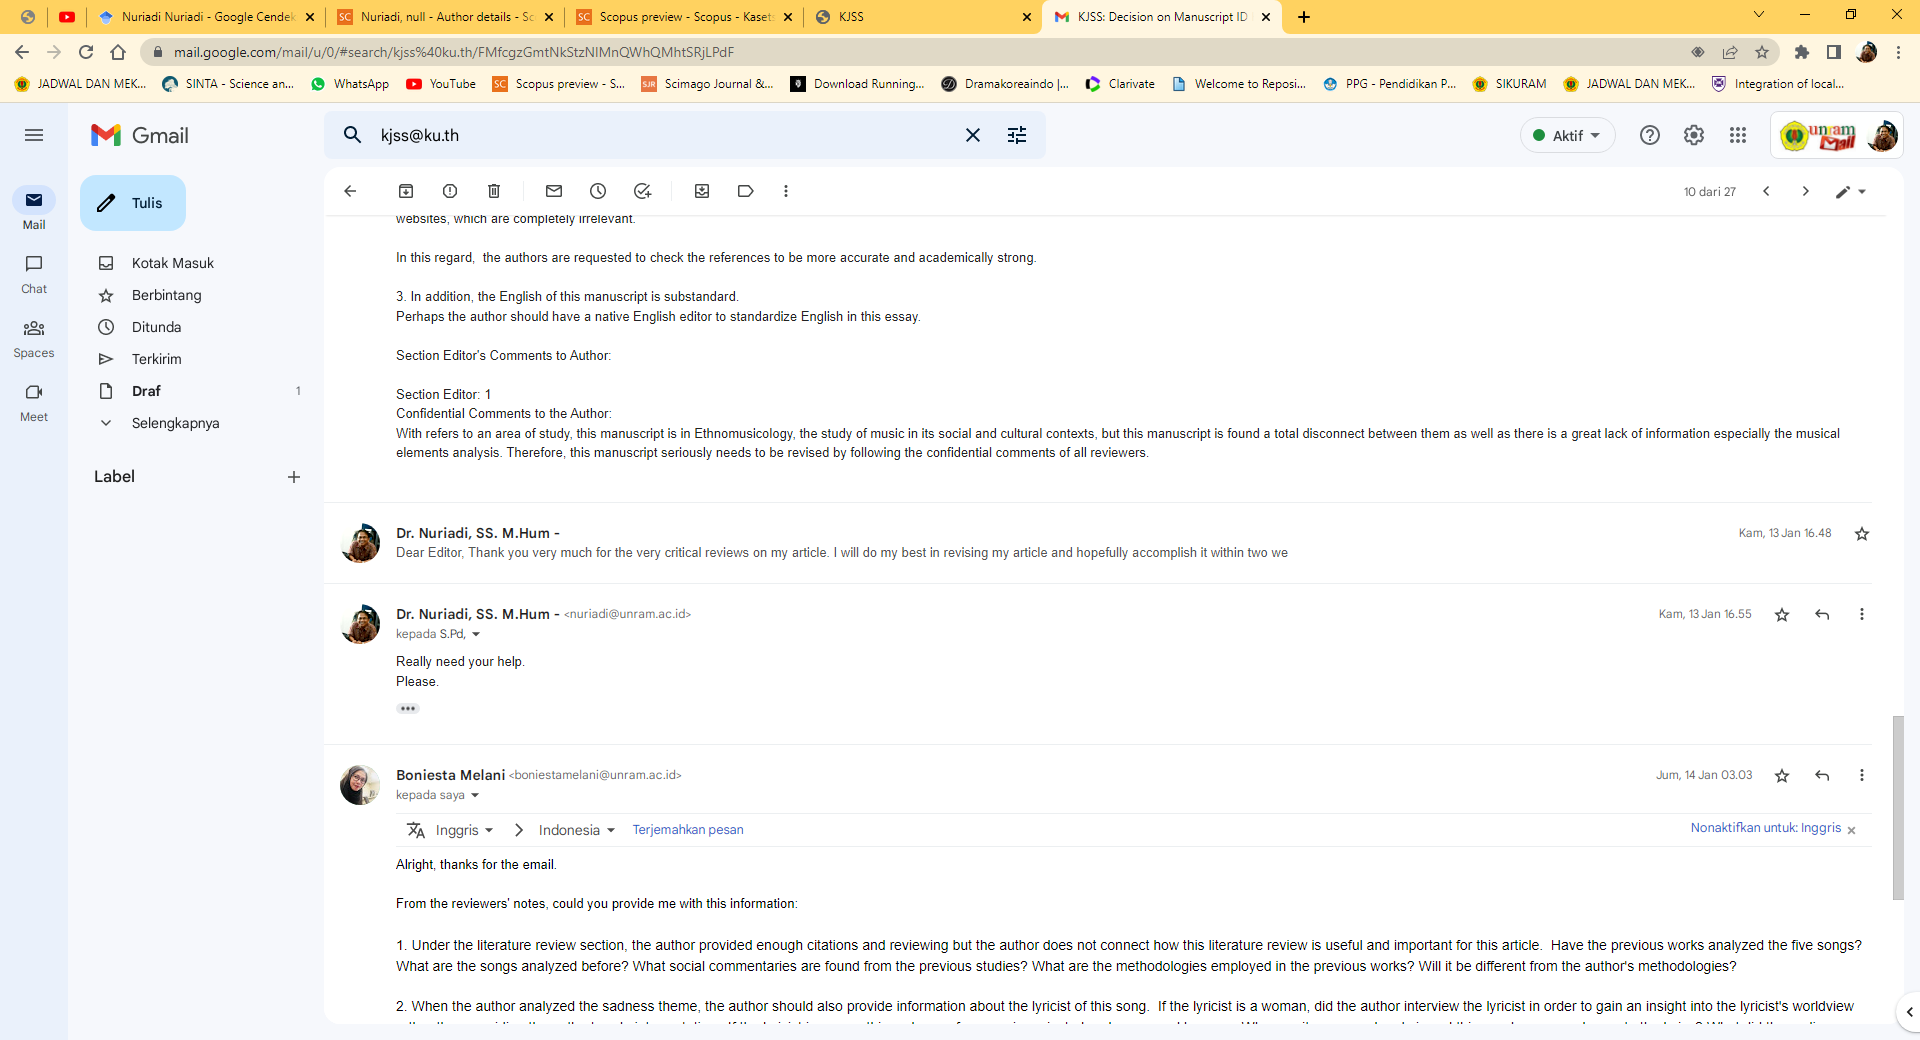 Nuriadi Nuriadi - Google Cendek
Nuriadi, null - Author details - Sc
Scopus preview - Scopus - Kaset
KJSS
KJSS: Decision on Manuscript ID
mail.google.com/mail/u/0/#search/kjss%40ku.th/FMfcgzGmtNkStzNIMnQWhQMhtSRjLPdF
JADWAL DAN MEK...
SINTA - Science an...
WhatsApp
YouTube
Scopus preview - S...
Scimago Journal &...
Download Running...
Dramakoreaindo |...
Clarivate
Welcome to Reposi...
PPG - Pendidikan P...
SIKURAM
JADWAL DAN MEK...
Integration of local...
Gmail
kjss@ku.th
Aktif
unram
Mail
Tulis
10 dari 27
Mail
Chat
Spaces
Meet
Kotak Masuk
Berbintang
Ditunda
Terkirim
Draf 1
Selengkapnya
Label
websites, which are completely irrelevant.
In this regard,  the authors are requested to check the references to be more accurate and academically strong.
3. In addition, the English of this manuscript is substandard.
Perhaps the author should have a native English editor to standardize English in this essay.
Section Editor's Comments to Author:
Section Editor: 1
Confidential Comments to the Author:
With refers to an area of study, this manuscript is in Ethnomusicology, the study of music in its social and cultural contexts, but this manuscript is found a total disconnect between them as well as there is a great lack of information especially the musical
elements analysis. Therefore, this manuscript seriously needs to be revised by following the confidential comments of all reviewers.
Dr. Nuriadi, SS. M.Hum -
Kam, 13 Jan 16.48
Dear Editor, Thank you very much for the very critical reviews on my article. I will do my best in revising my article and hopefully accomplish it within two we
Dr. Nuriadi, SS. M.Hum - <nuriadi@unram.ac.id>
Kam, 13 Jan 16.55
kepada S.Pd,
Really need your help.
Please.
Boniesta Melani <boniestamelani@unram.ac.id>
Jum, 14 Jan 03.03
kepada saya
Inggris
Indonesia
Terjemahkan pesan
Nonaktifkan untuk: Inggris
Alright, thanks for the email.
From the reviewers' notes, could you provide me with this information:
1. Under the literature review section, the author provided enough citations and reviewing but the author does not connect how this literature review is useful and important for this article.  Have the previous works analyzed the five songs?
What are the songs analyzed before? What social commentaries are found from the previous studies? What are the methodologies employed in the previous works? Will it be different from the author's methodologies?
2. When the author analyzed the sadness theme, the author should also provide information about the lyricist of this song.  If the lyricist is a woman, did the author interview the lyricist in order to gain an insight into the lyricist's worldview